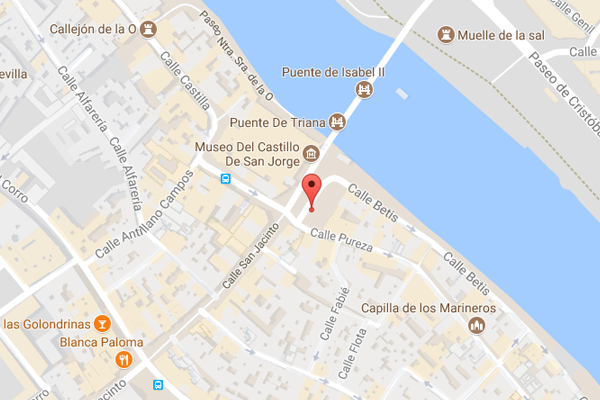 Callejón de la O
Paseo Ntra. Sra. de la O
Muelle de la sal
Calle Genil
Calle
Paseo de Cristób
Puente de Isabel II
evilla
Calle Alfarería
Calle Alfarería
Calle Castilla
Puente De Triana
Museo Del Castillo
De San Jorge
Corro
Calle Antillano Campos
Calle Betis
Calle Pureza
Calle San Jacinto
Calle Betis
Calle Fabié
Calle Flota
Capilla de los Marineros
las Golondrinas
Blanca Paloma
Jacinto